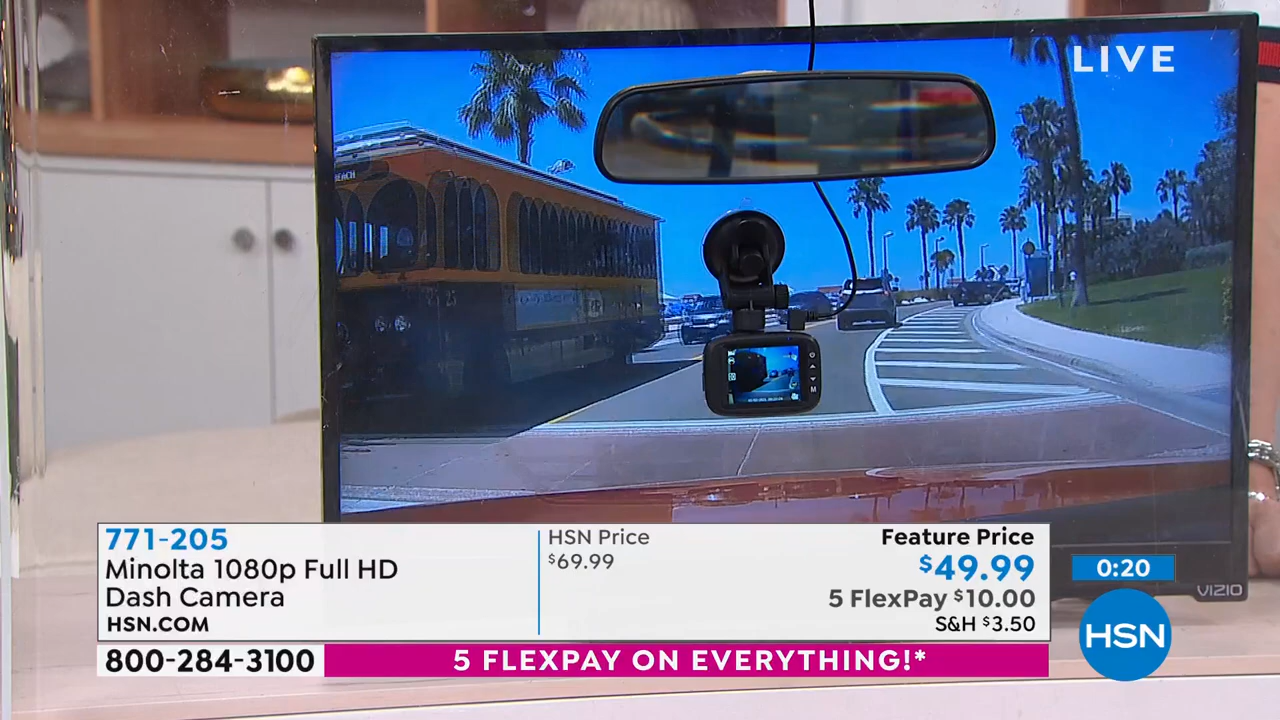 LIVE
BEACH
M
VIZIO
771-205
Minolta 1080p Full HD
Dash Camera
HSN.COM
HSN Price
$69.99
Feature Price
$49.99
5 FlexPay $10.00
S&H $3.50
0:20
HSN
800-284-3100
5 FLEXPAY ON EVERYTHING!*